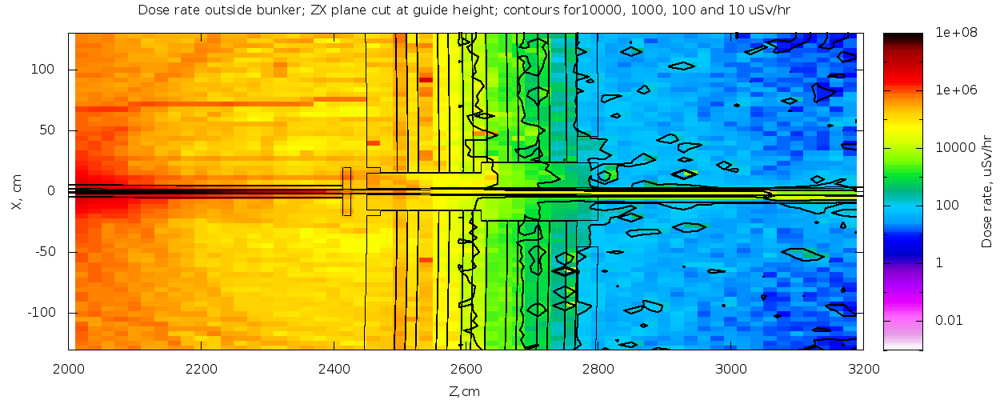 Dose rate outside bunker; ZX plane cut at guide height; contours for10000, 1000, 100 and 10 uSv/hr
100
50
0
-50
-100
X, cm
2000 2200 2400 2600 2800 3000 3200
Z,cm
1e+08
1e+06
10000
100
1
0.01
Dose rate, uSv/hr